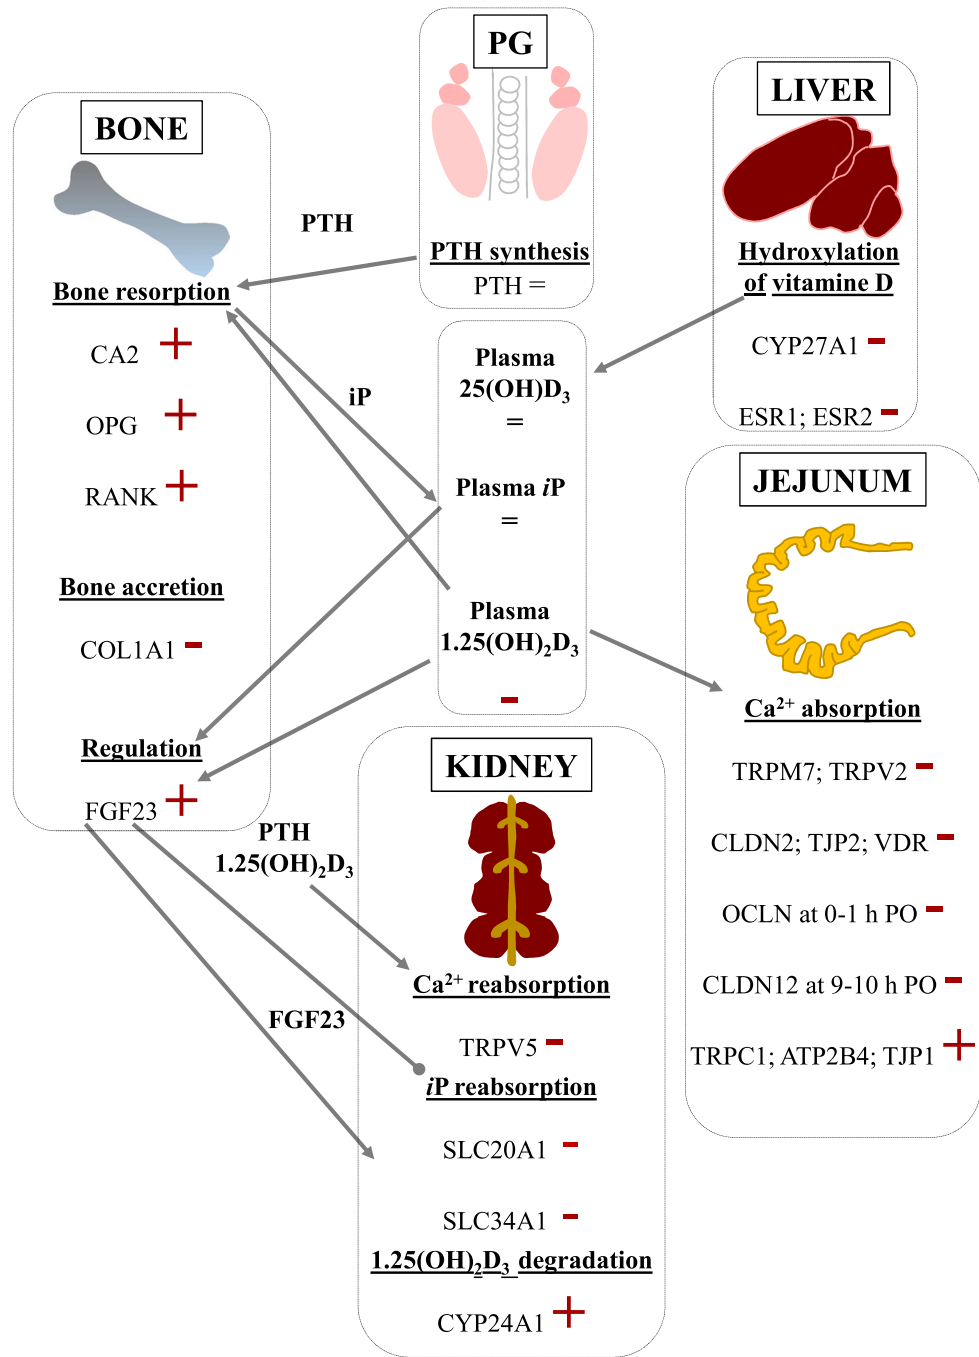 PG
PTH synthesis
PTH =
LIVER
Hydroxylation
of vitamine D
CYP27A1 -
ESR1; ESR2 -
BONE
PTH
Bone resorption
CA2 +
OPG +
RANK +
iP
Bone accretion
COL1A1 -
Regulation
FGF23 +
Plasma
25(OH)D₃
=
Plasma iP
=
Plasma
1.25(OH)₂D₃
-
JEJUNUM
Ca²⁺ absorption
TRPM7; TRPV2 -
CLDN2; TJP2; VDR -
OCLN at 0-1 h PO -
CLDN12 at 9-10 h PO -
TRPC1; ATP2B4; TJP1 +
KIDNEY
PTH
1.25(OH)₂D₃
Ca²⁺ reabsorption
FGF23
TRPV5 -
iP reabsorption
SLC20A1 -
SLC34A1 -
1.25(OH)₂D₃ degradation
CYP24A1 +